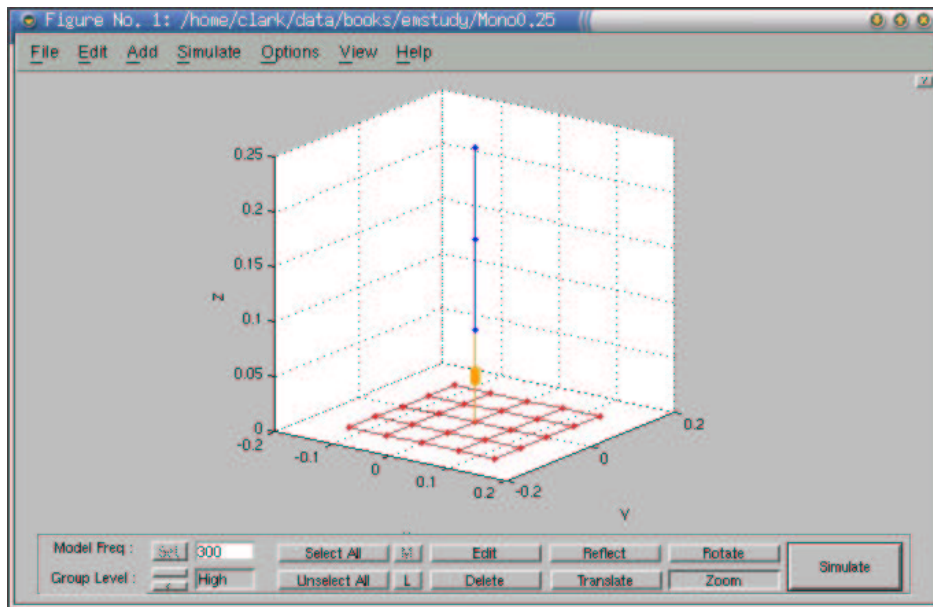 Figure No. 1: /home/clark/data/books/emstudy/Mono0.25
File Edit Add Simulate Options View Help
0.25
0.2
0.15
0.1
0.05
0
Z
-0.2
-0.1
0
0.1
0.2
-0.2
0
0.2
Y
Model Freq : Set 300 Select All M Edit Reflect Rotate
Simulate
Group Level : High Unselect All L Delete Translate Zoom